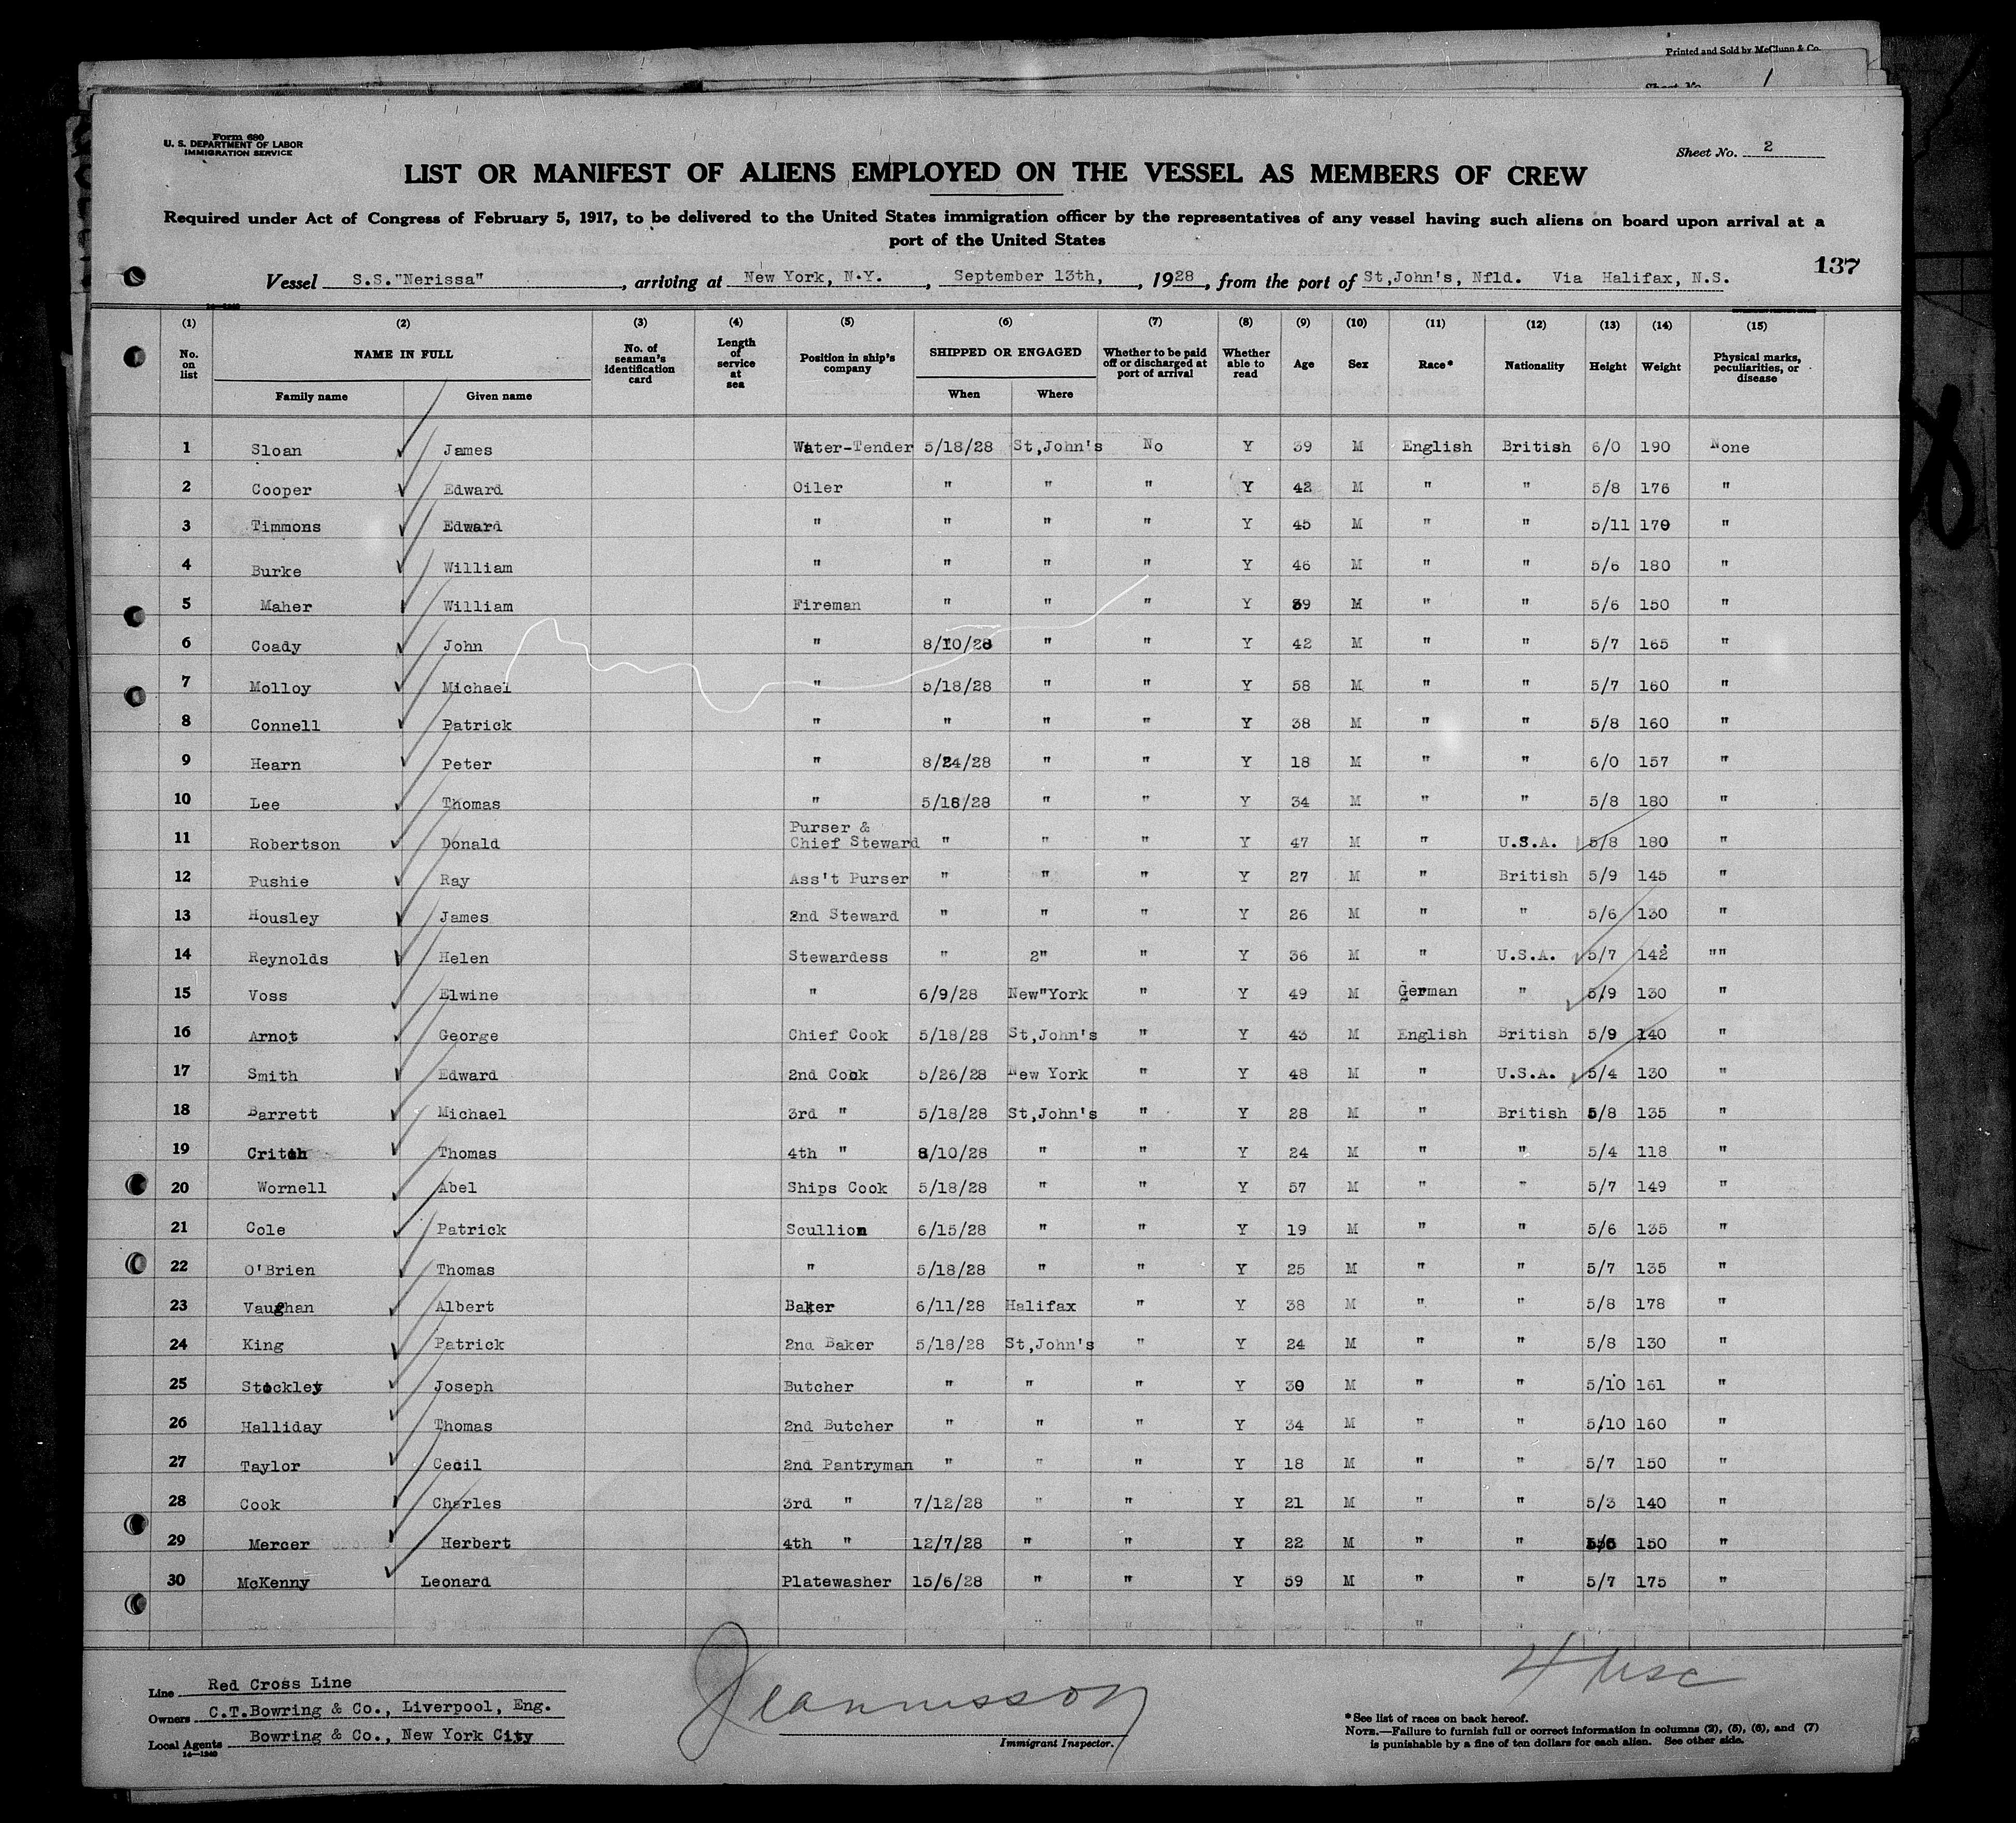 Printed and Sold by McClunn & Co.
Sheet No. 1
Form 680
U. S. DEPARTMENT OF LABOR
IMMIGRATION SERVICE
Sheet No. 2
LIST OR MANIFEST OF ALIENS EMPLOYED ON THE VESSEL AS MEMBERS OF CREW
Required under Act of Congress of February 5, 1917, to be delivered to the United States immigration officer by the representatives of any vessel having such aliens on board upon arrival at a
port of the United States
137
Vessel S.S."Nerissa", arriving at New York, N.Y., September 13th, 1928, from the port of St,John's, Nfld. Via Halifax, N.S.
(1) (2) (3) (4) (5) (6) (7) (8) (9) (10) (11) (12) (13) (14) (15)
No. on list NAME IN FULL Family name Given name No. of seaman's identification card Length of service at sea Position in ship's company SHIPPED OR ENGAGED When Where Whether to be paid off or discharged at port of arrival Whether able to read Age Sex Race* Nationality Height Weight Physical marks, peculiarities, or disease
1 Sloan James Water-Tender 5/18/28 St,John's No Y 39 M English British 6/0 190 None
2 Cooper Edward Oiler " " " Y 42 M " " 5/8 176 "
3 Timmons Edward " " " " Y 45 M " " 5/11 170 "
4 Burke William " " " " Y 46 M " " 5/6 180 "
5 Maher William Fireman " " " Y 39 M " " 5/6 150 "
6 Coady John " 8/10/28 " " Y 42 M " " 5/7 165 "
7 Molloy Michael " 5/18/28 " " Y 58 M " " 5/7 160 "
8 Connell Patrick " " " " Y 38 M " " 5/8 160 "
9 Hearn Peter " 8/24/28 " " Y 18 M " " 6/0 157 "
10 Lee Thomas " 5/18/28 " " Y 34 M " " 5/8 180 "
11 Robertson Donald Purser & Chief Steward " " " Y 47 M " U.S.A. 5/8 180 "
12 Pushie Ray Ass't Purser " " " Y 27 M " British 5/9 145 "
13 Housley James 2nd Steward " " " Y 26 M " " 5/6 130 "
14 Reynolds Helen Stewardess " 2" " Y 36 M " U.S.A. 5/7 142 ""
15 Voss Elwine " 6/9/28 New"York " Y 49 M German " 5/9 130 "
16 Arnot George Chief Cook 5/18/28 St,John's " Y 43 M English British 5/9 140 "
17 Smith Edward 2nd Cook 5/26/28 New York " Y 48 M " U.S.A. 5/4 130 "
18 Barrett Michael 3rd " 5/18/28 St,John's " Y 28 M " British 5/8 135 "
19 Critch Thomas 4th " 8/10/28 " " Y 24 M " " 5/4 118 "
20 Wornell Abel Ships Cook 5/18/28 " " Y 57 M " " 5/7 149 "
21 Cole Patrick Scullion 6/15/28 " " Y 19 M " " 5/6 135 "
22 O'Brien Thomas " 5/18/28 " " Y 25 M " " 5/7 135 "
23 Vaughan Albert Baker 6/11/28 Halifax " Y 38 M " " 5/8 178 "
24 King Patrick 2nd Baker 5/18/28 St,John's " Y 24 M " " 5/8 130 "
25 Stockley Joseph Butcher " " " Y 30 M " " 5/10 161 "
26 Halliday Thomas 2nd Butcher " " " Y 34 M " " 5/10 160 "
27 Taylor Cecil 2nd Pantryman " " " Y 18 M " " 5/7 150 "
28 Cook Charles 3rd " 7/12/28 " " Y 21 M " " 5/3 140 "
29 Mercer Herbert 4th " 12/7/28 " " Y 22 M " " 150 "
30 McKenny Leonard Platewasher 15/6/28 " " Y 59 M " " 5/7 175 "
4 usc
Line Red Cross Line
Owners C.T.Bowring & Co., Liverpool, Eng.
Local Agents Bowring & Co., New York City
14—1240
Immigrant Inspector.
*See list of races on back hereof.
NOTE.—Failure to furnish full or correct information in columns (2), (5), (6), and (7)
is punishable by a fine of ten dollars for each alien. See other side.